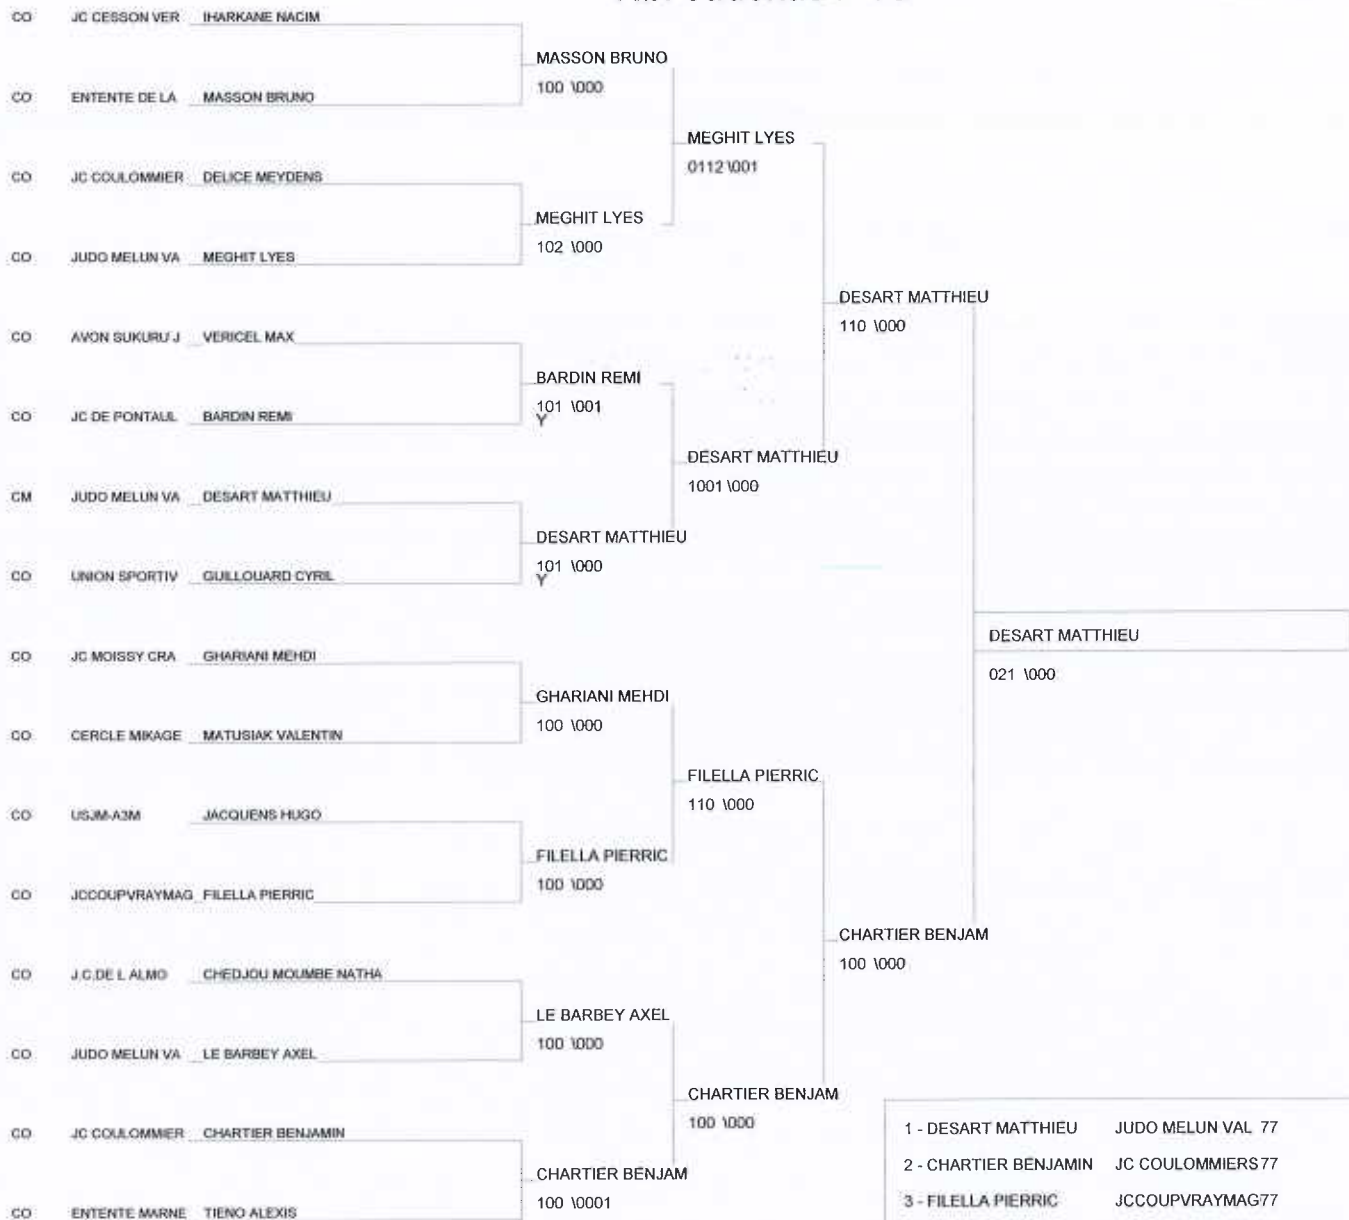 CO JC CESSON VER IHARKANE NACIM
MASSON BRUNO
100 \000
CO ENTENTE DE LA MASSON BRUNO
MEGHIT LYES
0112 \001
CO JC COULOMMIER DELICE MEYDENS
MEGHIT LYES
102 \000
CO JUDO MELUN VA MEGHIT LYES
DESART MATTHIEU
110 \000
CO AVON SUKURU J VERICEL MAX
BARDIN REMI
101 \001
Y
CO JC DE PONTAUL BARDIN REMI
DESART MATTHIEU
1001 \000
CM JUDO MELUN VA DESART MATTHIEU
DESART MATTHIEU
101 \000
Y
CO UNION SPORTIV GUILLOUARD CYRIL
DESART MATTHIEU
021 \000
CO JC MOISSY CRA GHARIANI MEHDI
GHARIANI MEHDI
100 \000
CO CERCLE MIKAGE MATUSIAK VALENTIN
FILELLA PIERRIC
110 \000
CO USJM-A3M JACQUENS HUGO
FILELLA PIERRIC
100 \000
CO JCCOUPVRAYMAG FILELLA PIERRIC
CHARTIER BENJAM
100 \000
CO J.C.DE L ALMO CHEDJOU MOUMBE NATHA
LE BARBEY AXEL
100 \000
CO JUDO MELUN VA LE BARBEY AXEL
CHARTIER BENJAM
100 \000
CO JC COULOMMIER CHARTIER BENJAMIN
CHARTIER BENJAM
100 \0001
CO ENTENTE MARNE TIENO ALEXIS
1 - DESART MATTHIEU JUDO MELUN VAL 77
2 - CHARTIER BENJAMIN JC COULOMMIERS77
3 - FILELLA PIERRIC JCCOUPVRAYMAG77